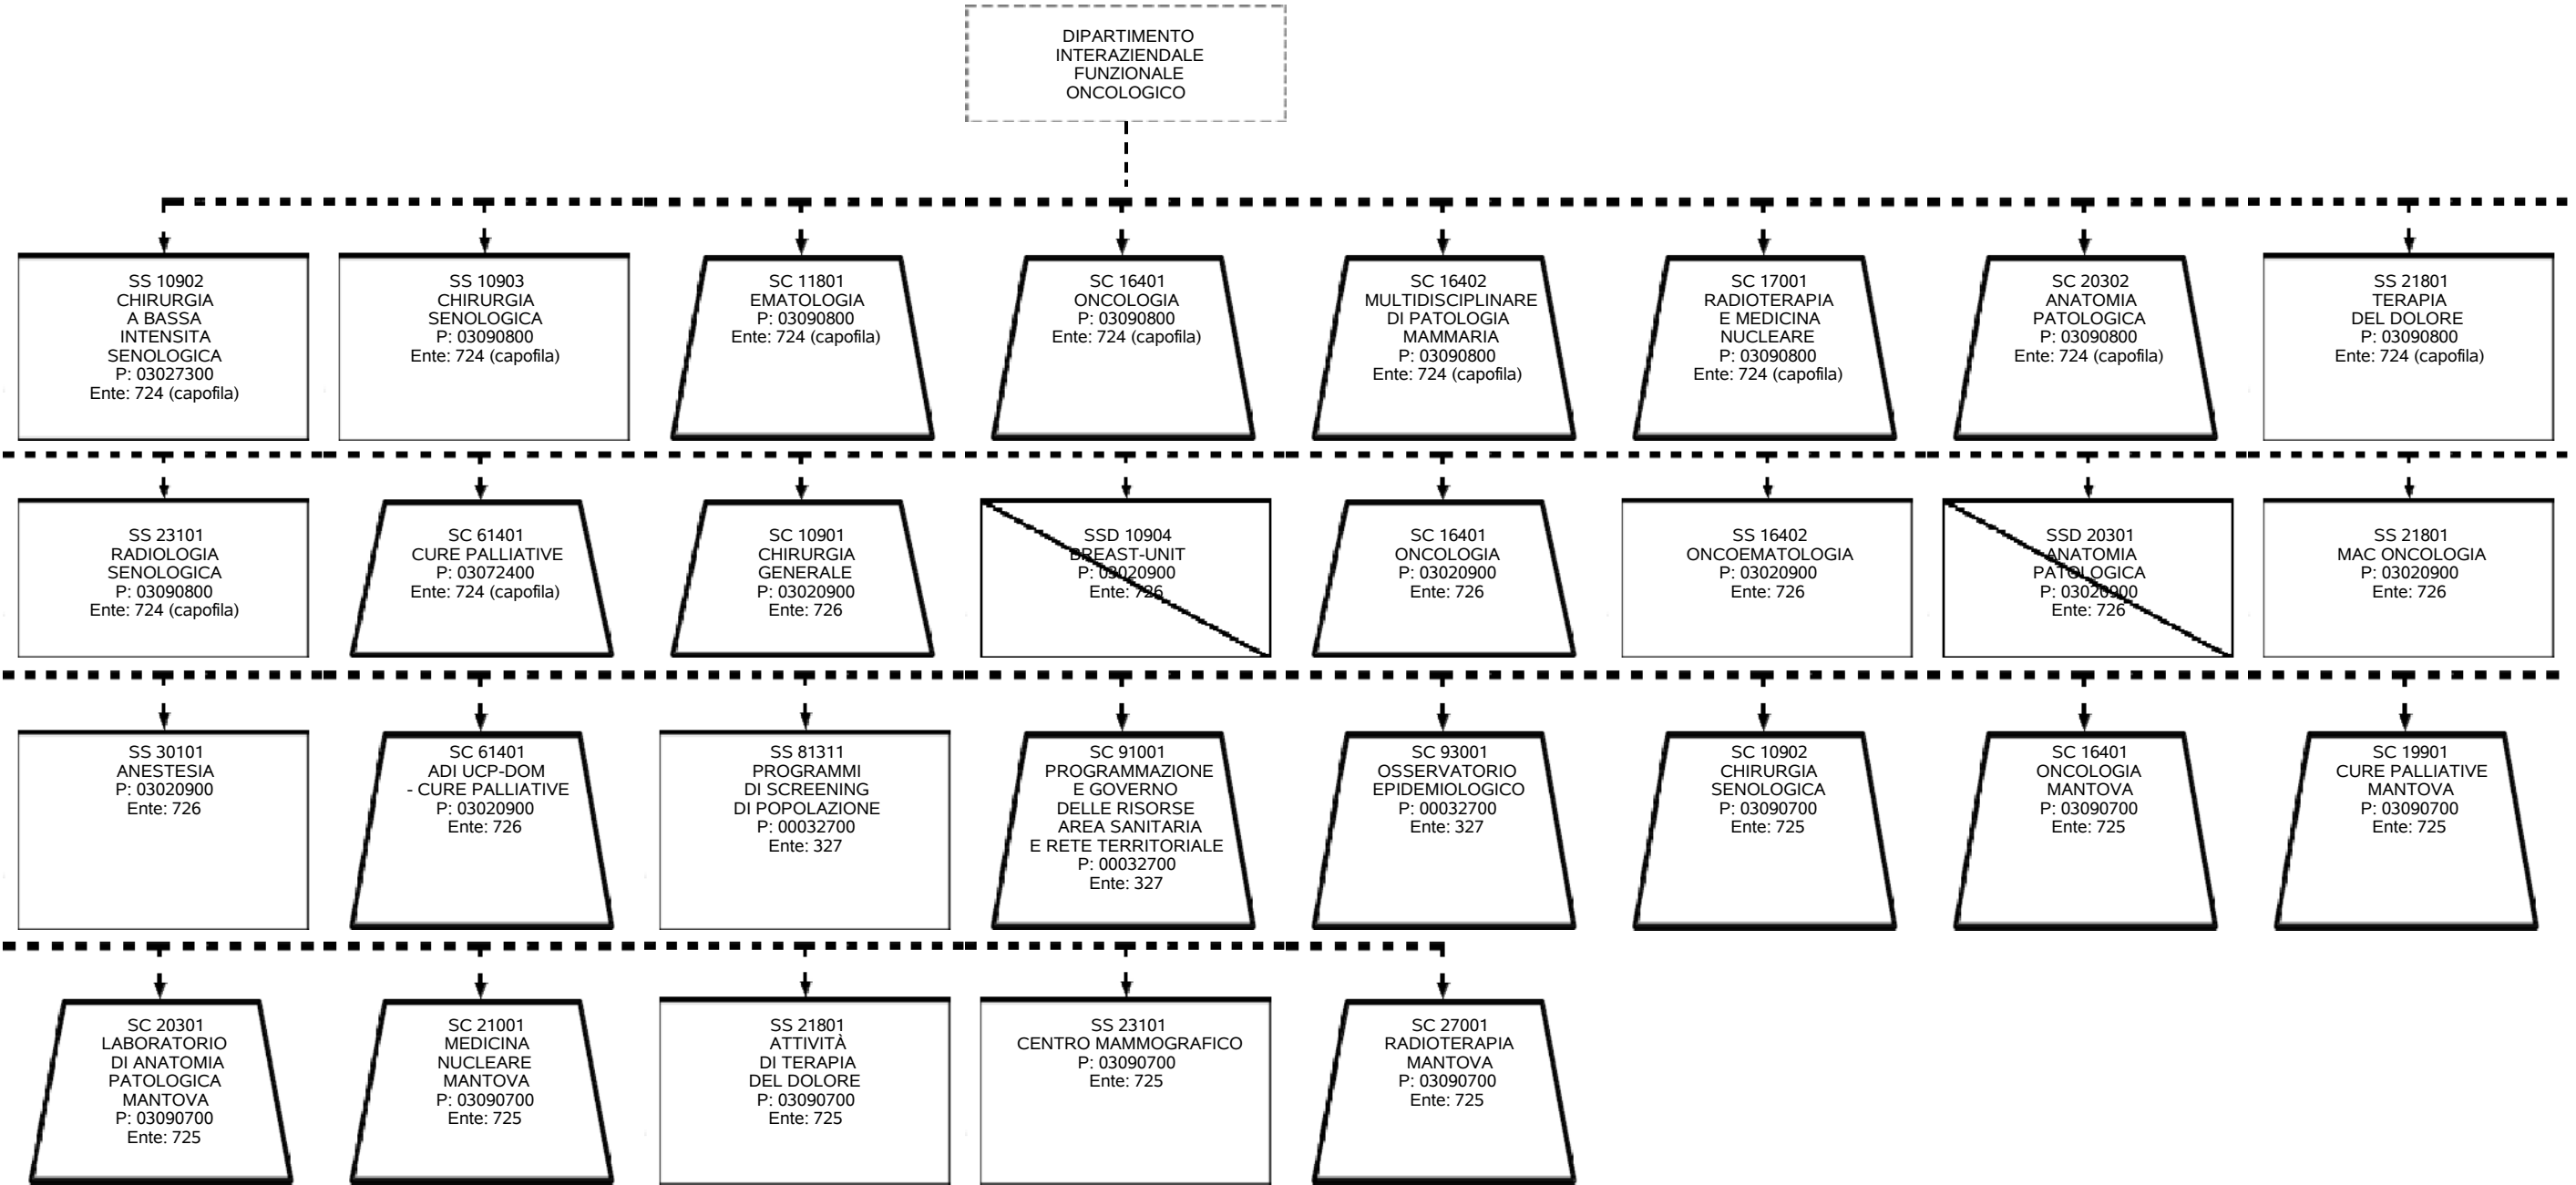 DIPARTIMENTO
INTERAZIENDALE
FUNZIONALE
ONCOLOGICO
SS 10902
CHIRURGIA
A BASSA
INTENSITA
SENOLOGICA
P: 03027300
Ente: 724 (capofila)
SS 10903
CHIRURGIA
SENOLOGICA
P: 03090800
Ente: 724 (capofila)
SC 11801
EMATOLOGIA
P: 03090800
Ente: 724 (capofila)
SC 16401
ONCOLOGIA
P: 03090800
Ente: 724 (capofila)
SC 16402
MULTIDISCIPLINARE
DI PATOLOGIA
MAMMARIA
P: 03090800
Ente: 724 (capofila)
SC 17001
RADIOTERAPIA
E MEDICINA
NUCLEARE
P: 03090800
Ente: 724 (capofila)
SC 20302
ANATOMIA
PATOLOGICA
P: 03090800
Ente: 724 (capofila)
SS 21801
TERAPIA
DEL DOLORE
P: 03090800
Ente: 724 (capofila)
SS 23101
RADIOLOGIA
SENOLOGICA
P: 03090800
Ente: 724 (capofila)
SC 61401
CURE PALLIATIVE
P: 03072400
Ente: 724 (capofila)
SC 10901
CHIRURGIA
GENERALE
P: 03020900
Ente: 726
SSD 10904
BREAST-UNIT
P: 03020900
Ente: 726
SC 16401
ONCOLOGIA
P: 03020900
Ente: 726
SS 16402
ONCOEMATOLOGIA
P: 03020900
Ente: 726
SSD 20301
ANATOMIA
PATOLOGICA
P: 03020900
Ente: 726
SS 21801
MAC ONCOLOGIA
P: 03020900
Ente: 726
SS 30101
ANESTESIA
P: 03020900
Ente: 726
SC 61401
ADI UCP-DOM
- CURE PALLIATIVE
P: 03020900
Ente: 726
SS 81311
PROGRAMMI
DI SCREENING
DI POPOLAZIONE
P: 00032700
Ente: 327
SC 91001
PROGRAMMAZIONE
E GOVERNO
DELLE RISORSE
AREA SANITARIA
E RETE TERRITORIALE
P: 00032700
Ente: 327
SC 93001
OSSERVATORIO
EPIDEMIOLOGICO
P: 00032700
Ente: 327
SC 10902
CHIRURGIA
SENOLOGICA
P: 03090700
Ente: 725
SC 16401
ONCOLOGIA
MANTOVA
P: 03090700
Ente: 725
SC 19901
CURE PALLIATIVE
MANTOVA
P: 03090700
Ente: 725
SC 20301
LABORATORIO
DI ANATOMIA
PATOLOGICA
MANTOVA
P: 03090700
Ente: 725
SC 21001
MEDICINA
NUCLEARE
MANTOVA
P: 03090700
Ente: 725
SS 21801
ATTIVITÀ
DI TERAPIA
DEL DOLORE
P: 03090700
Ente: 725
SS 23101
CENTRO MAMMOGRAFICO
P: 03090700
Ente: 725
SC 27001
RADIOTERAPIA
MANTOVA
P: 03090700
Ente: 725